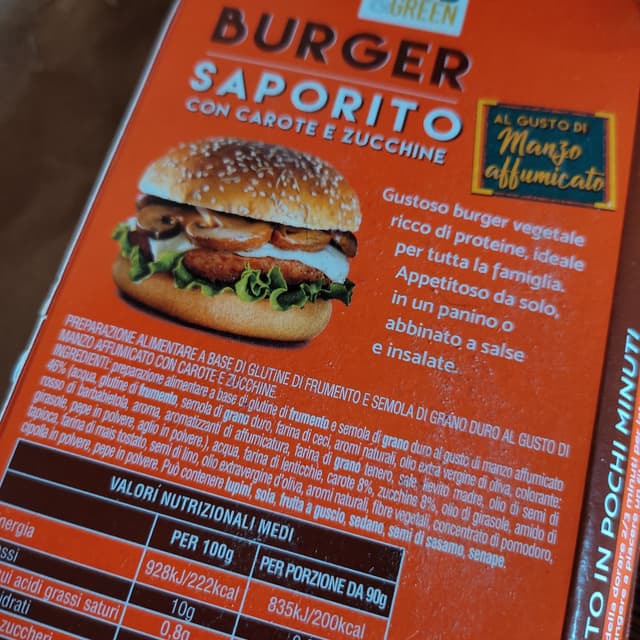 & GREEN
BURGER
SAPORITO
CON CAROTE E ZUCCHINE
AL GUSTO DI
Manzo
affumicato
Gustoso burger vegetale
ricco di proteine, ideale
per tutta la famiglia.
Appetitoso da solo,
in un panino o
abbinato a salse
e insalate.
PREPARAZIONE ALIMENTARE A BASE DI GLUTINE DI FRUMENTO E SEMOLA DI GRANO DURO AL GUSTO DI
MANZO AFFUMICATO CON CAROTE E ZUCCHINE.
INGREDIENTI: preparazione alimentare a base di glutine di frumento e semola di grano duro al gusto di manzo affumicato
46% (acqua, glutine di frumento, semola di grano duro, farina di ceci, aromi naturali, olio extra vergine di oliva, colorante:
rosso di barbabietola, aroma, aromatizzanti di affumicatura, farina di grano tenero, sale, lievito madre, olio di semi di
girasole, pepe in polvere, aglio in polvere), acqua, farina di lenticchie, carote 8%, zucchine 8%, olio di girasole, amido di
tapioca, farina di mais tostato, semi di lino, olio extravergine d'oliva, aromi naturali, fibre vegetali, concentrato di pomodoro,
cipolla in polvere, pepe in polvere. Può contenere lupini, soia, frutta a guscio, sedano, semi di sesamo, senape.
VALORI NUTRIZIONALI MEDI
PER 100g
PER PORZIONE DA 90g
nergia
928kJ/222kcal
835kJ/200kcal
ssi
10g
ui acidi grassi saturi
0,8g
drati
zuccheri
TO IN POCHI MINUTI